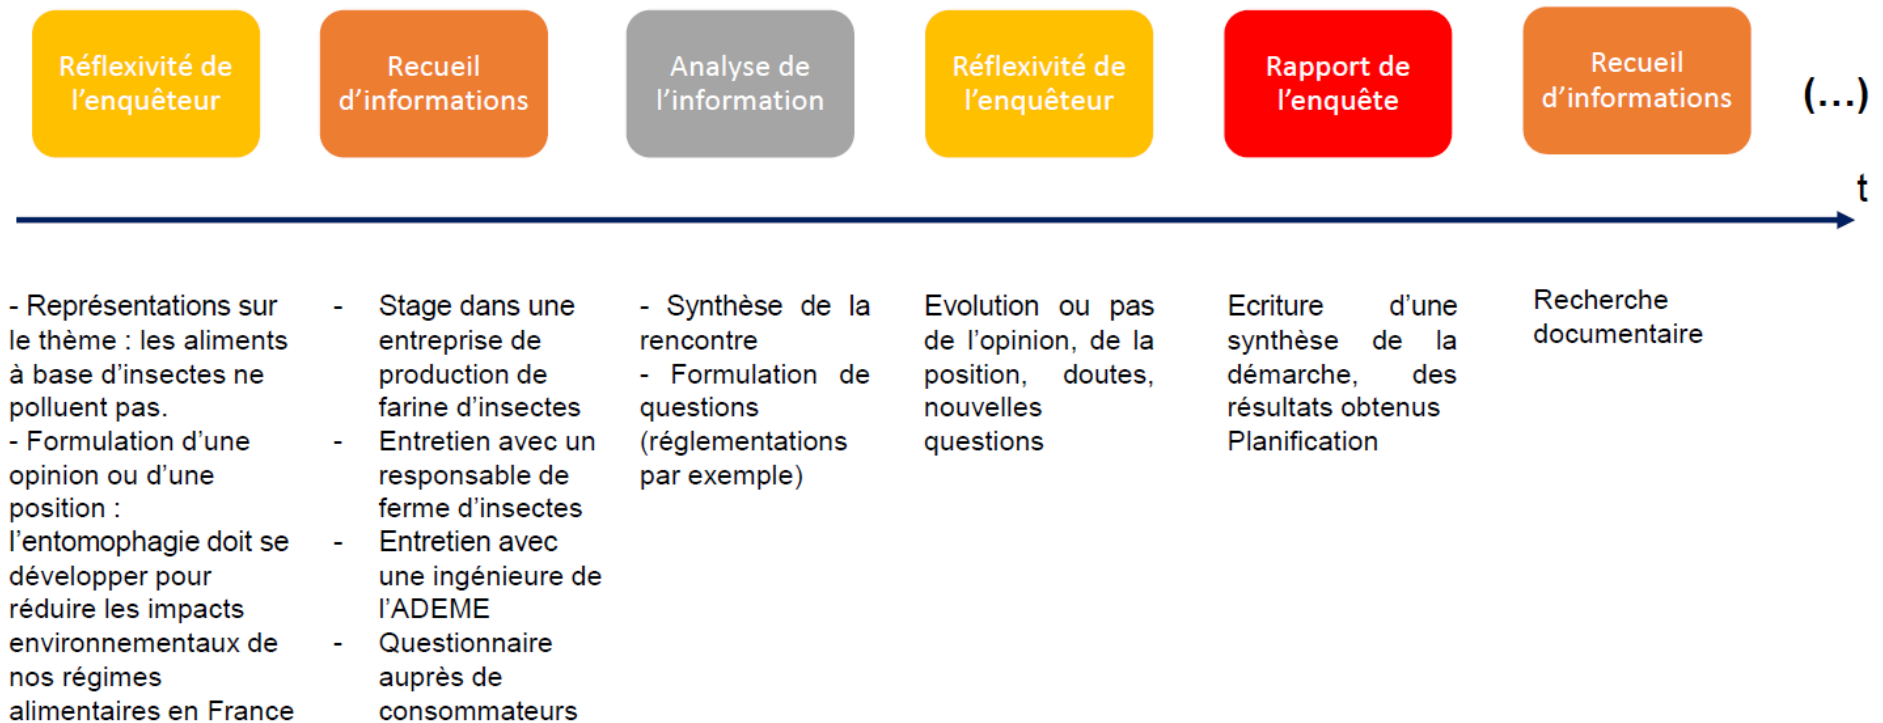 Réflexivité de
l’enquêteur
Recueil
d’informations
Analyse de
l’information
Réflexivité de
l’enquêteur
Rapport de
l’enquête
Recueil
d’informations
(...)
t
- Représentations sur
le thème : les aliments
à base d’insectes ne
polluent pas.
- Formulation d’une
opinion ou d’une
position :
l’entomophagie doit se
développer pour
réduire les impacts
environnementaux de
nos régimes
alimentaires en France
- Stage dans une
entreprise de
production de
farine d’insectes
- Entretien avec un
responsable de
ferme d’insectes
- Entretien avec
une ingénieure de
l’ADEME
- Questionnaire
auprès de
consommateurs
- Synthèse de la
rencontre
- Formulation de
questions
(réglementations
par exemple)
Evolution ou pas
de l’opinion, de la
position, doutes,
nouvelles
questions
Ecriture d’une
synthèse de la
démarche, des
résultats obtenus
Planification
Recherche
documentaire